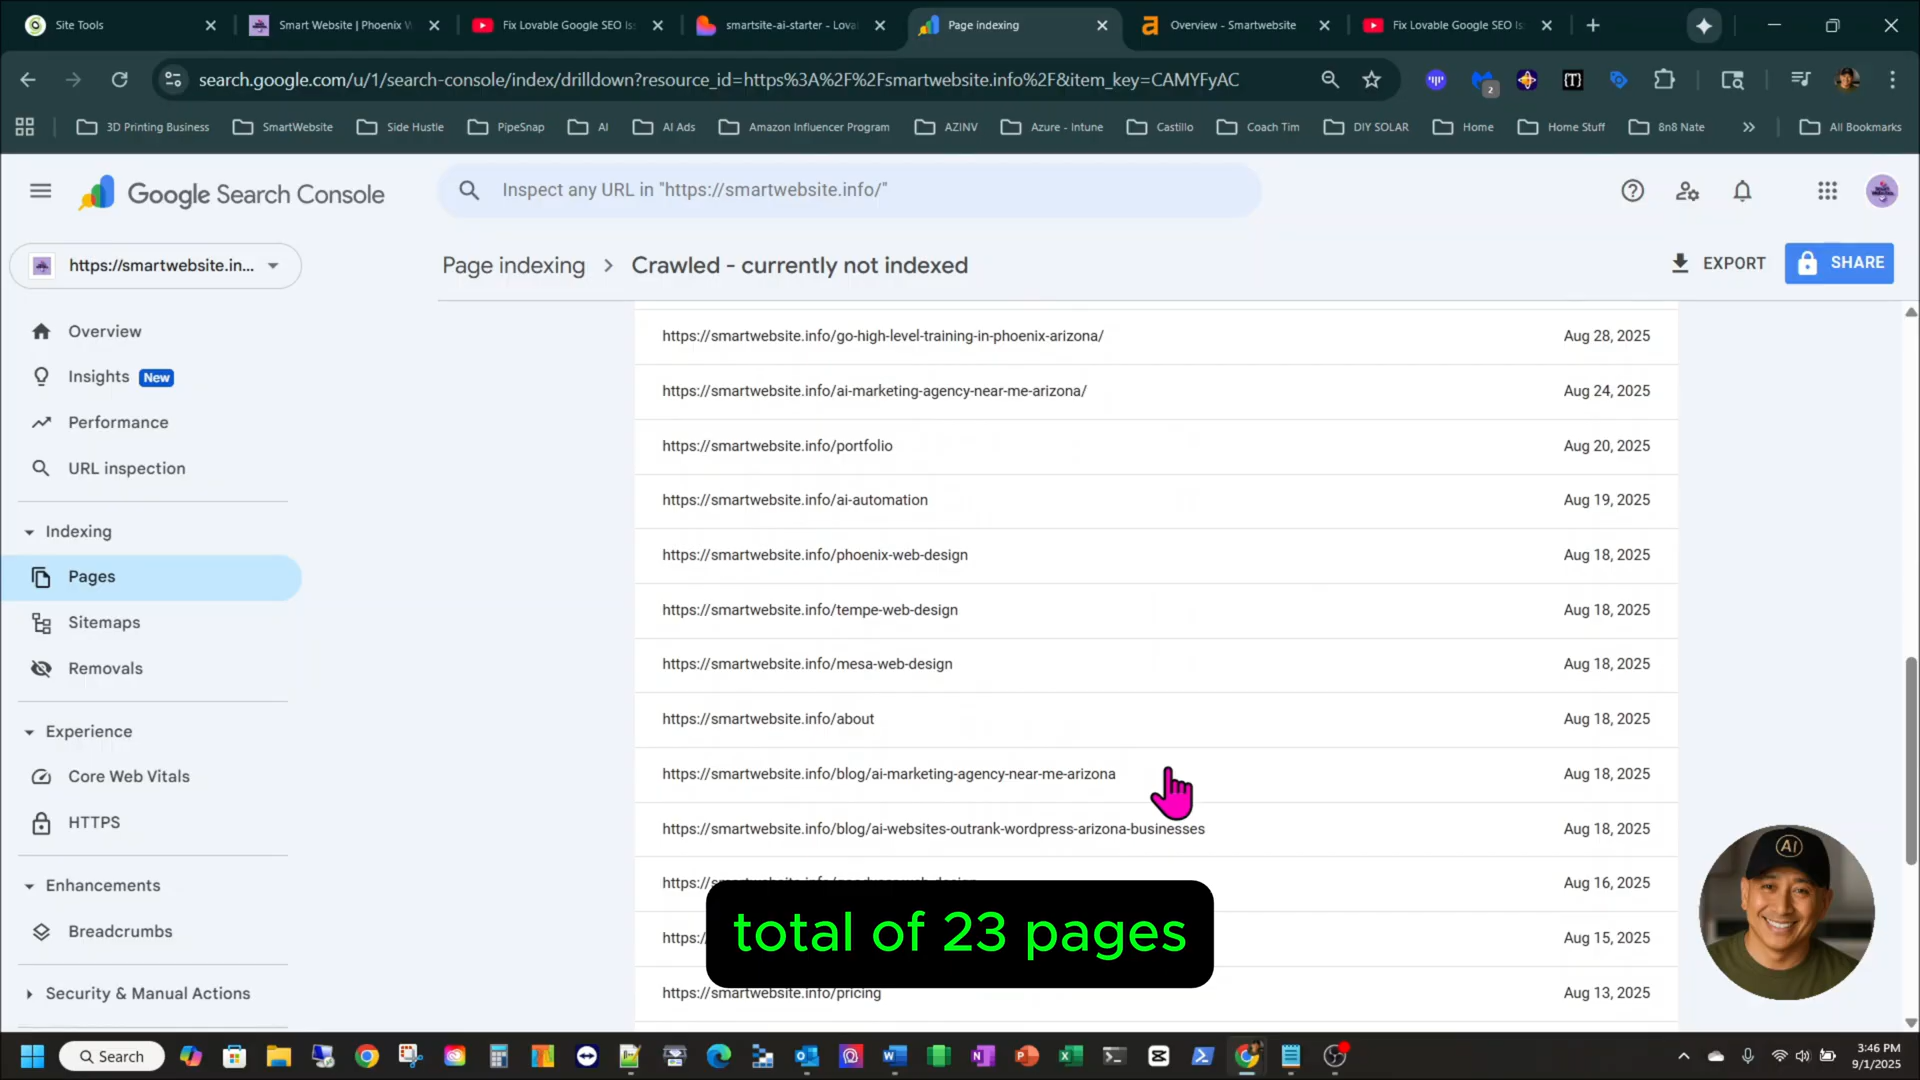 Site Tools
Smart Website | Phoenix W
Fix Lovable Google SEO Is
smartsite-ai-starter - Lova
Page indexing
Overview - Smartwebsite
Fix Lovable Google SEO Is
search.google.com/u/1/search-console/index/drilldown?resource_id=https%3A%2F%2Fsmartwebsite.info%2F&item_key=CAMYFyAC
2
{T}
3D Printing Business
SmartWebsite
Side Hustle
PipeSnap
AI
AI Ads
Amazon Influencer Program
AZINV
Azure - Intune
Castillo
Coach Tim
DIY SOLAR
Home
Home Stuff
8n8 Nate
All Bookmarks
Google Search Console
Inspect any URL in "https://smartwebsite.info/"
https://smartwebsite.in...
Page indexing
Crawled - currently not indexed
EXPORT
SHARE
Overview
Insights New
Performance
URL inspection
Indexing
Pages
Sitemaps
Removals
Experience
Core Web Vitals
HTTPS
Enhancements
Breadcrumbs
Security & Manual Actions
https://smartwebsite.info/go-high-level-training-in-phoenix-arizona/ Aug 28, 2025
https://smartwebsite.info/ai-marketing-agency-near-me-arizona/ Aug 24, 2025
https://smartwebsite.info/portfolio Aug 20, 2025
https://smartwebsite.info/ai-automation Aug 19, 2025
https://smartwebsite.info/phoenix-web-design Aug 18, 2025
https://smartwebsite.info/tempe-web-design Aug 18, 2025
https://smartwebsite.info/mesa-web-design Aug 18, 2025
https://smartwebsite.info/about Aug 18, 2025
https://smartwebsite.info/blog/ai-marketing-agency-near-me-arizona Aug 18, 2025
https://smartwebsite.info/blog/ai-websites-outrank-wordpress-arizona-businesses Aug 18, 2025
https:// Aug 16, 2025
https:/ Aug 15, 2025
https://smartwebsite.info/pricing Aug 13, 2025
total of 23 pages
AI
Search
3:46 PM
9/1/2025